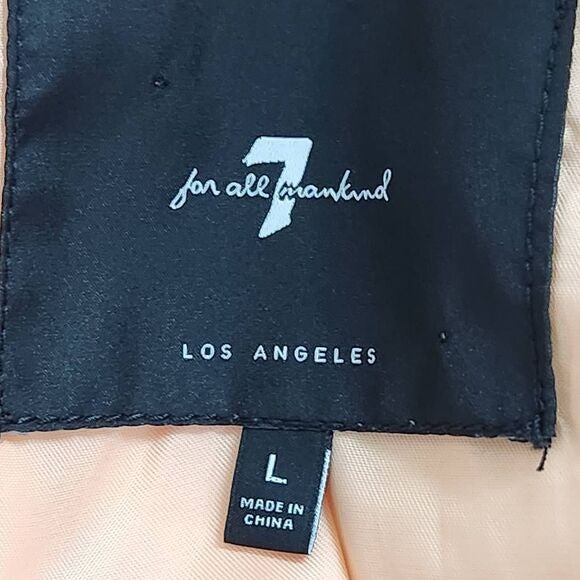 7
for all mankind
LOS ANGELES
L
MADE IN
CHINA